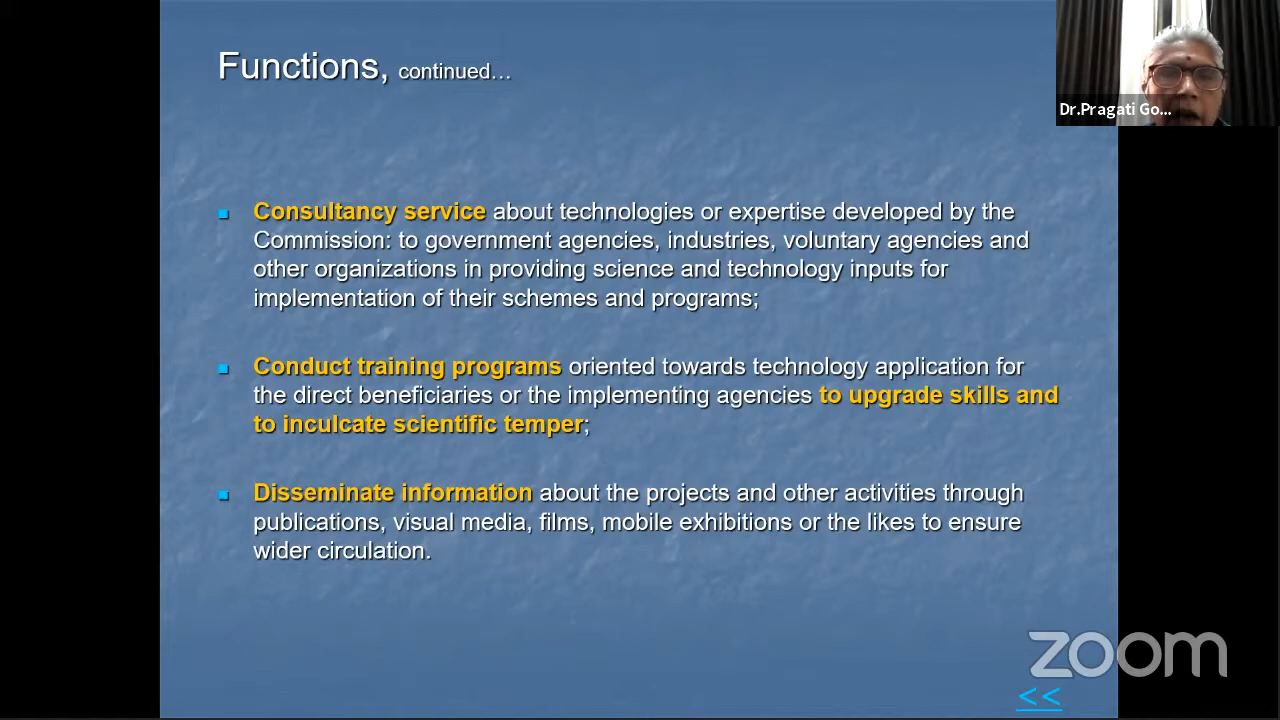 Functions, continued…
Dr.Pragati Go...
Consultancy service about technologies or expertise developed by the
Commission: to government agencies, industries, voluntary agencies and
other organizations in providing science and technology inputs for
implementation of their schemes and programs;
Conduct training programs oriented towards technology application for
the direct beneficiaries or the implementing agencies to upgrade skills and
to inculcate scientific temper;
Disseminate information about the projects and other activities through
publications, visual media, films, mobile exhibitions or the likes to ensure
wider circulation.
zoom
<<